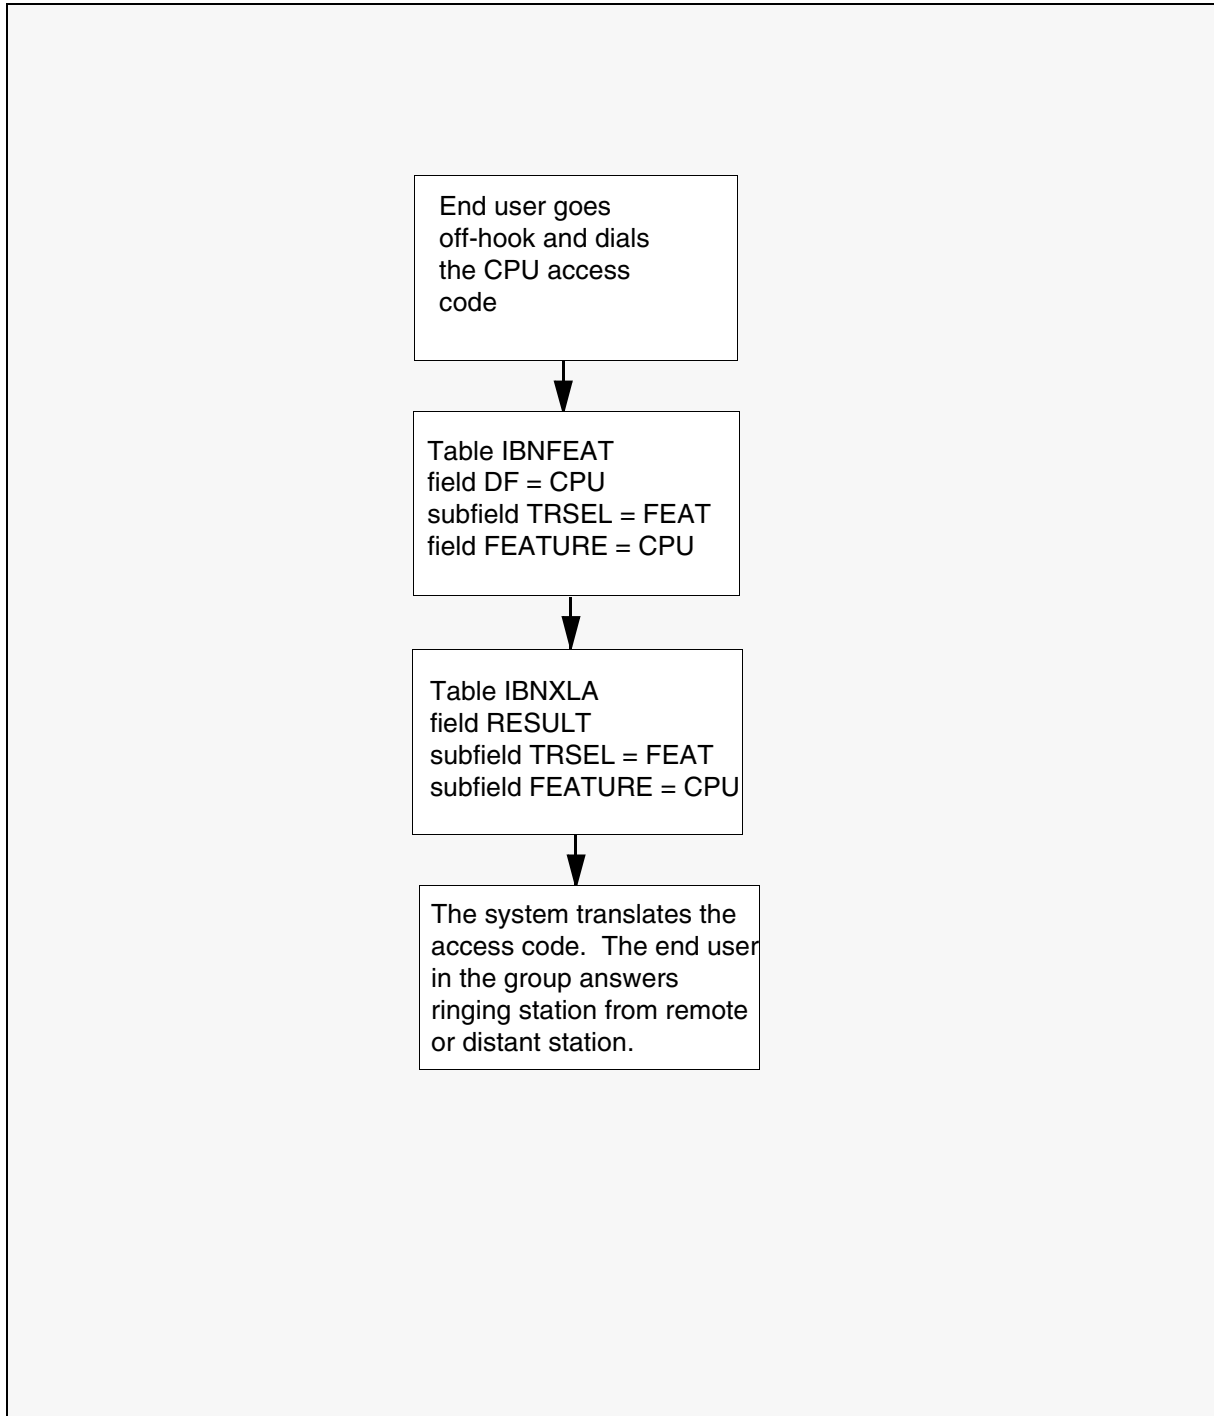 End user goes
off-hook and dials
the CPU access
code
Table IBNFEAT
field DF = CPU
subfield TRSEL = FEAT
field FEATURE = CPU
Table IBNXLA
field RESULT
subfield TRSEL = FEAT
subfield FEATURE = CPU
The system translates the
access code.  The end user
in the group answers
ringing station from remote
or distant station.